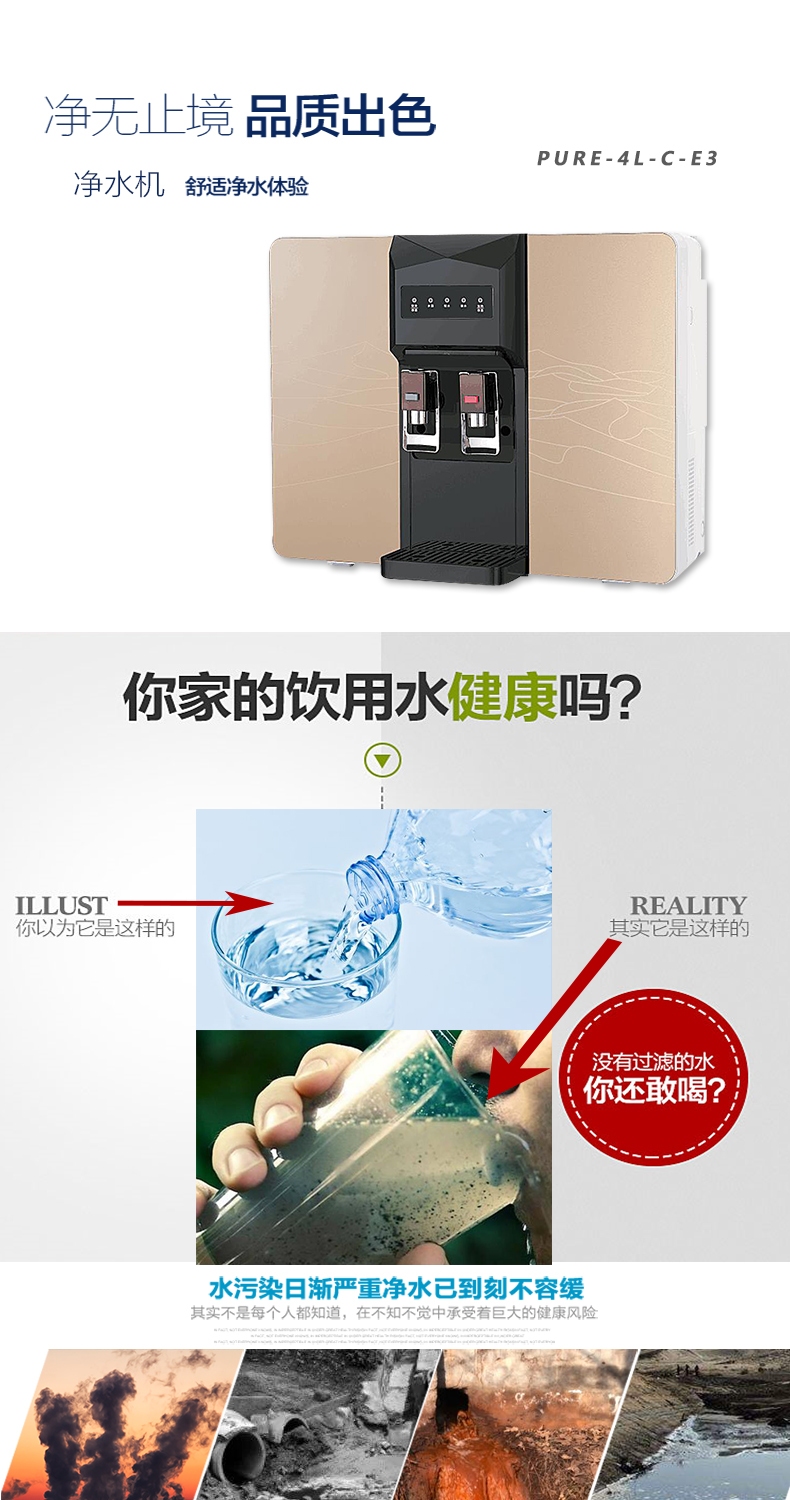 净无止境 品质出色
PURE-4L-C-E3
净水机 舒适净水体验
你家的饮用水健康吗?
ILLUST
你以为它是这样的
REALITY
其实它是这样的
没有过滤的水
你还敢喝?
水污染日渐严重净水已到刻不容缓
其实不是每个人都知道，在不知不觉中承受着巨大的健康风险